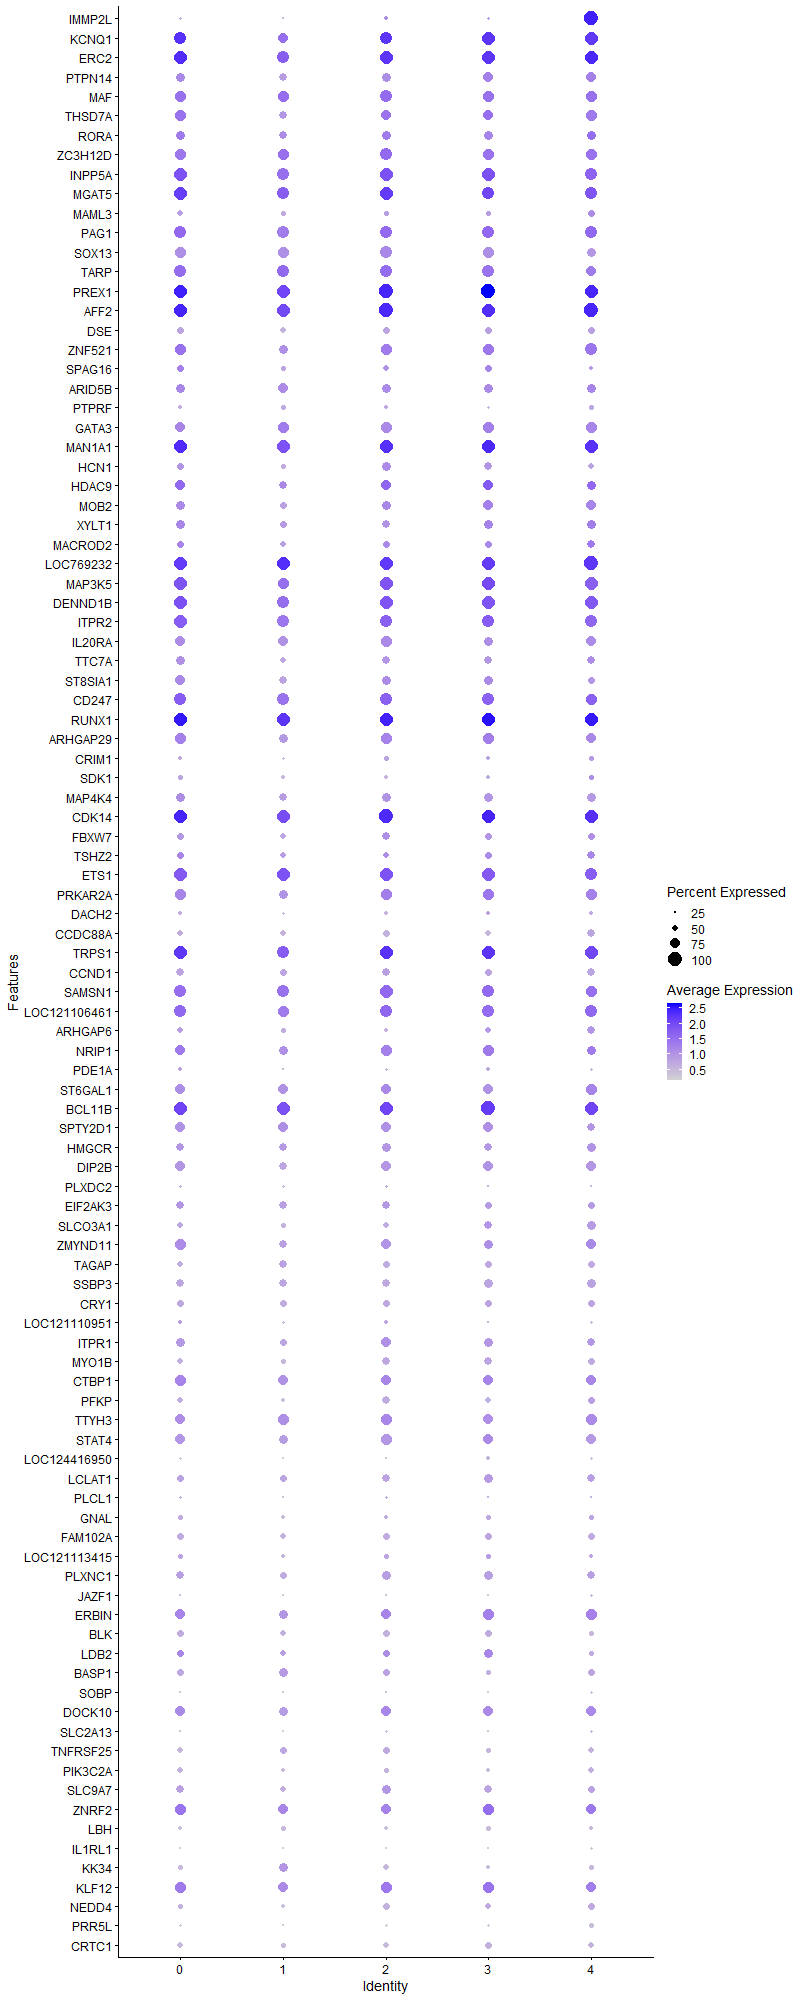 IMMP2L
KCNQ1
ERC2
PTPN14
MAF
THSD7A
RORA
ZC3H12D
INPP5A
MGAT5
MAML3
PAG1
SOX13
TARP
PREX1
AFF2
DSE
ZNF521
SPAG16
ARID5B
PTPRF
GATA3
MAN1A1
HCN1
HDAC9
MOB2
XYLT1
MACROD2
LOC769232
MAP3K5
DENND1B
ITPR2
IL20RA
TTC7A
ST8SIA1
CD247
RUNX1
ARHGAP29
CRIM1
SDK1
MAP4K4
CDK14
FBXW7
TSHZ2
ETS1
PRKAR2A
DACH2
CCDC88A
TRPS1
CCND1
SAMSN1
LOC121106461
ARHGAP6
NRIP1
PDE1A
ST6GAL1
BCL11B
SPTY2D1
HMGCR
DIP2B
PLXDC2
EIF2AK3
SLCO3A1
ZMYND11
TAGAP
SSBP3
CRY1
LOC121110951
ITPR1
MYO1B
CTBP1
PFKP
TTYH3
STAT4
LOC124416950
LCLAT1
PLCL1
GNAL
FAM102A
LOC121113415
PLXNC1
JAZF1
ERBIN
BLK
LDB2
BASP1
SOBP
DOCK10
SLC2A13
TNFRSF25
PIK3C2A
SLC9A7
ZNRF2
LBH
IL1RL1
KK34
KLF12
NEDD4
PRR5L
CRTC1
Features
0 1 2 3 4
Identity
Percent Expressed
25
50
75
100
Average Expression
2.5
2.0
1.5
1.0
0.5